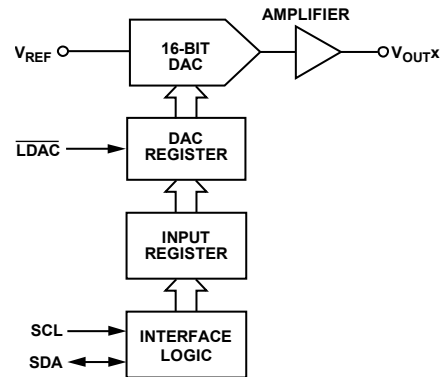 AMPLIFIER
VREF
16-BIT
DAC
VOUTX
LDAC
DAC
REGISTER
INPUT
REGISTER
SCL
SDA
INTERFACE
LOGIC